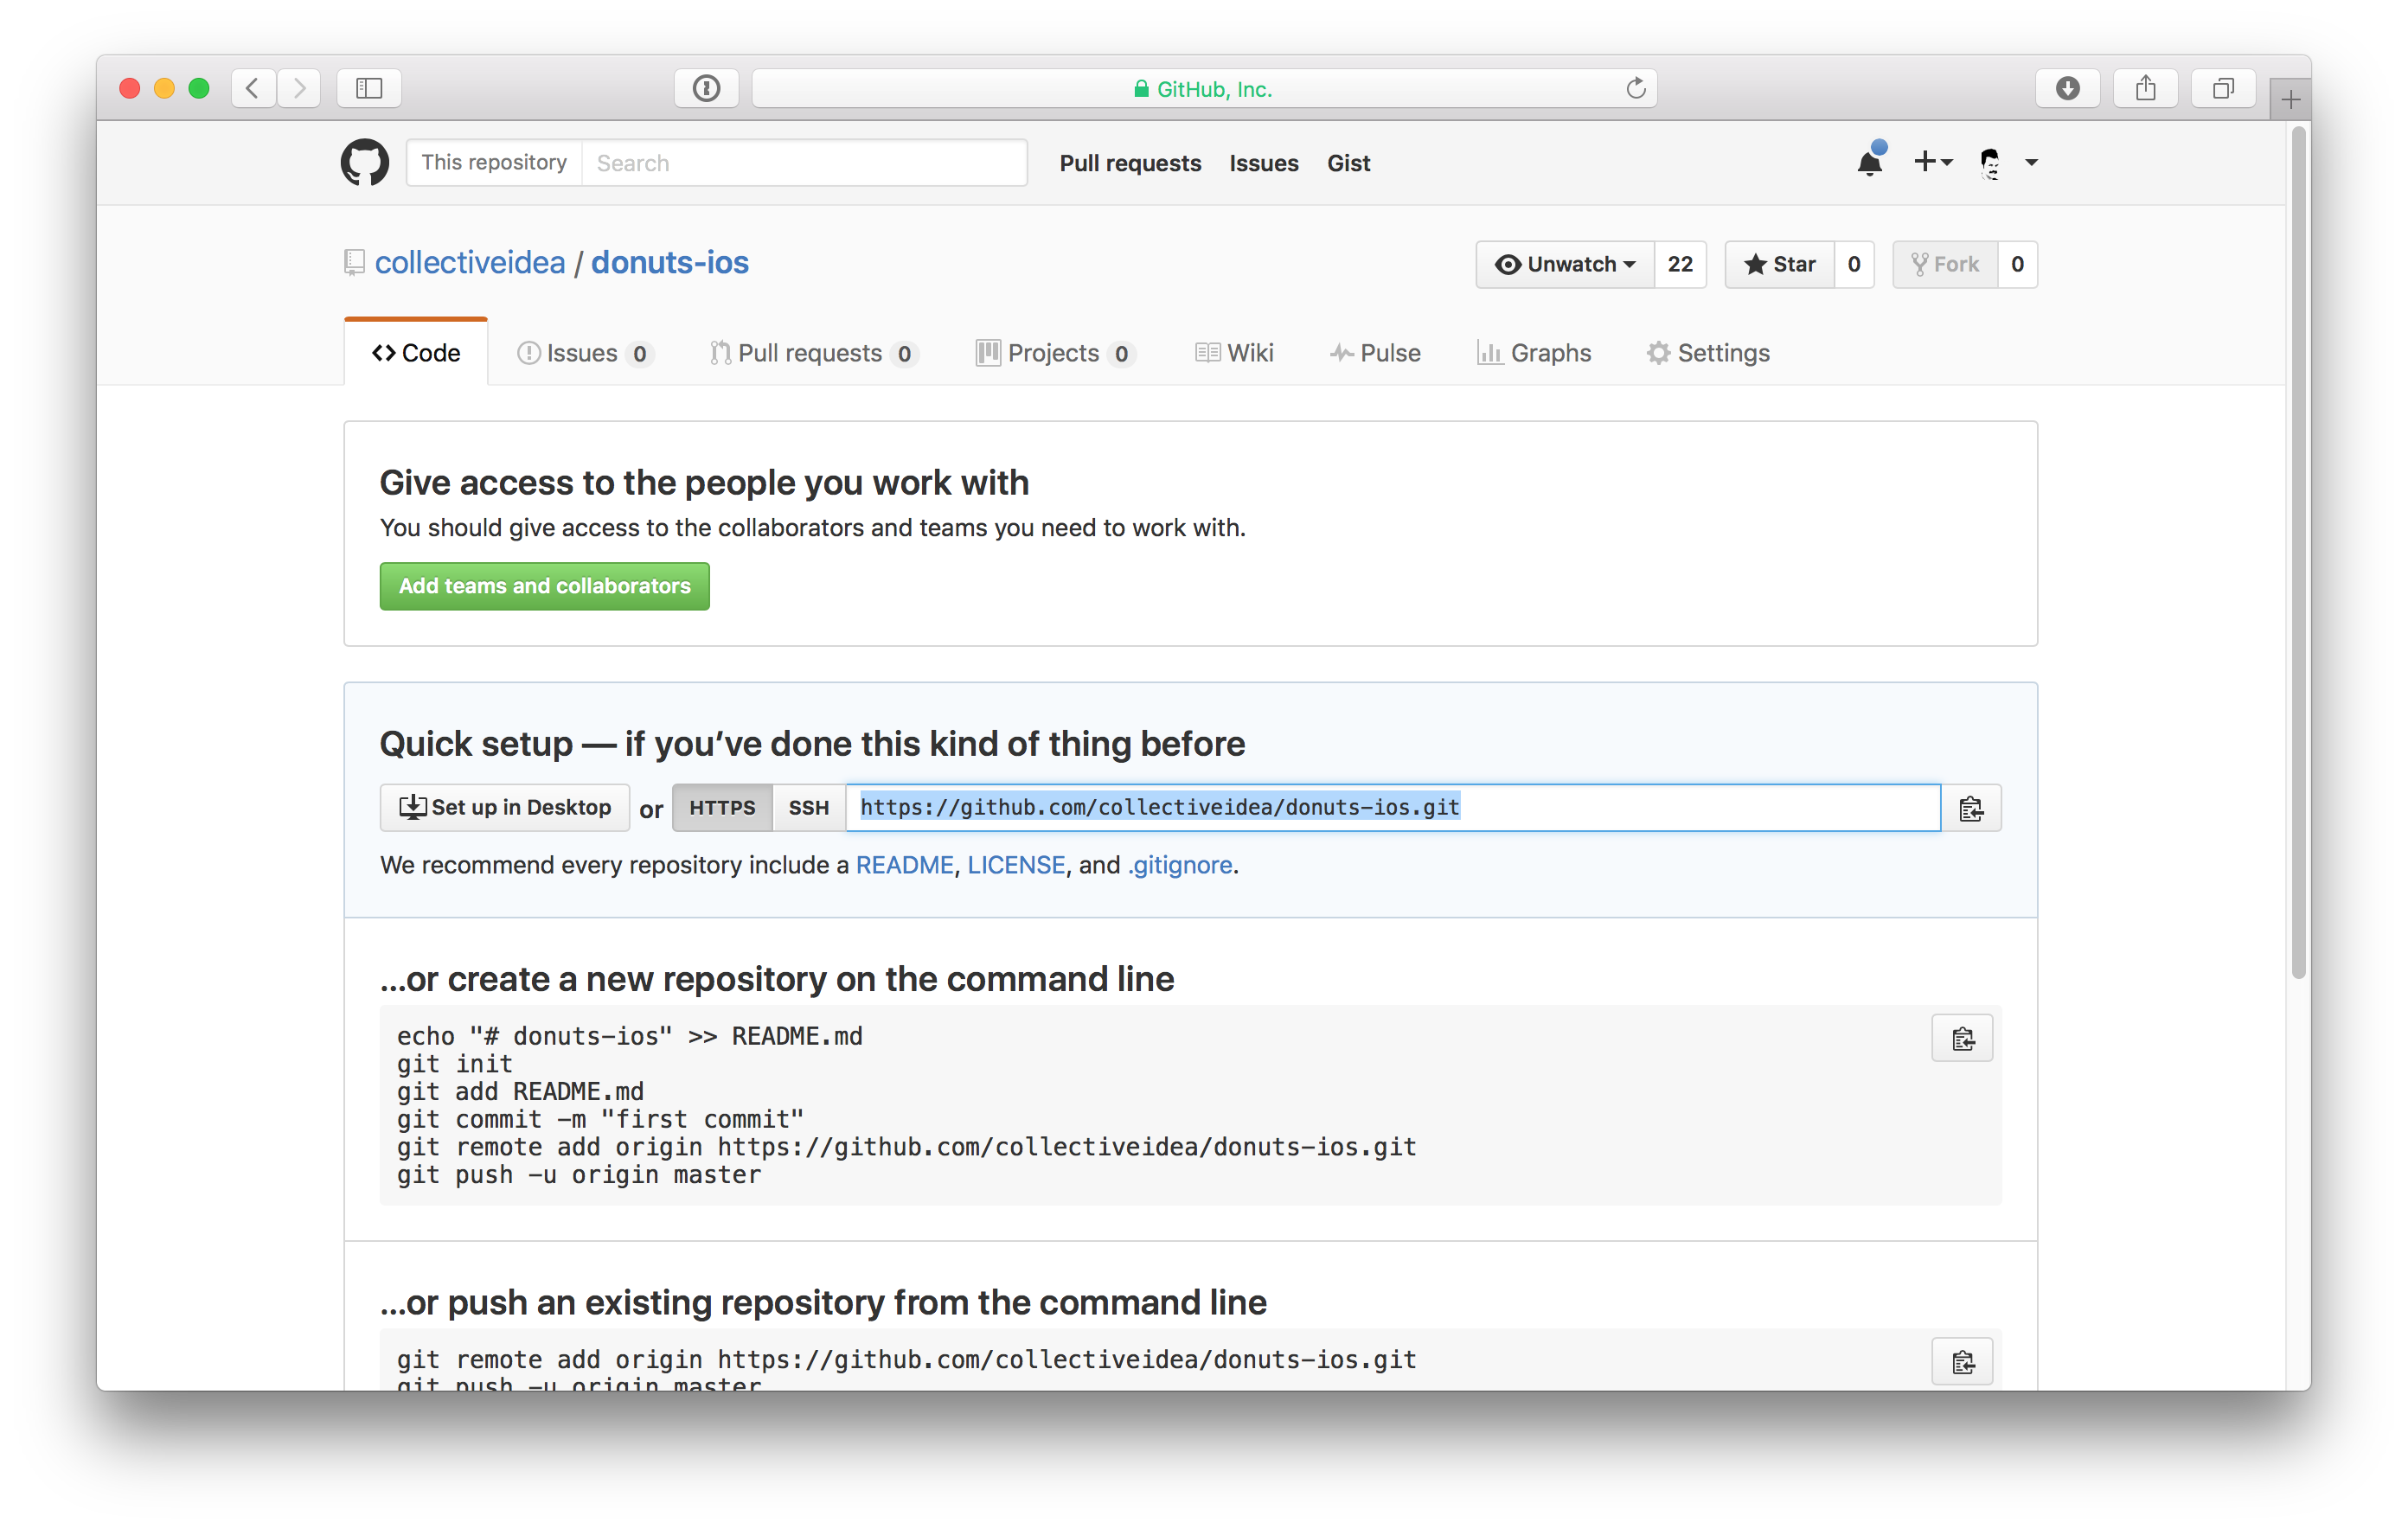 GitHub, Inc.
This repository Search Pull requests Issues Gist
collectiveidea / donuts-ios Unwatch 22 Star 0 Fork 0
Code Issues 0 Pull requests 0 Projects 0 Wiki Pulse Graphs Settings
Give access to the people you work with
You should give access to the collaborators and teams you need to work with.
Add teams and collaborators
Quick setup — if you’ve done this kind of thing before
Set up in Desktop or HTTPS SSH https://github.com/collectiveidea/donuts-ios.git
We recommend every repository include a README, LICENSE, and .gitignore.
…or create a new repository on the command line
echo "# donuts-ios" >> README.md
git init
git add README.md
git commit -m "first commit"
git remote add origin https://github.com/collectiveidea/donuts-ios.git
git push -u origin master
…or push an existing repository from the command line
git remote add origin https://github.com/collectiveidea/donuts-ios.git
git push -u origin master